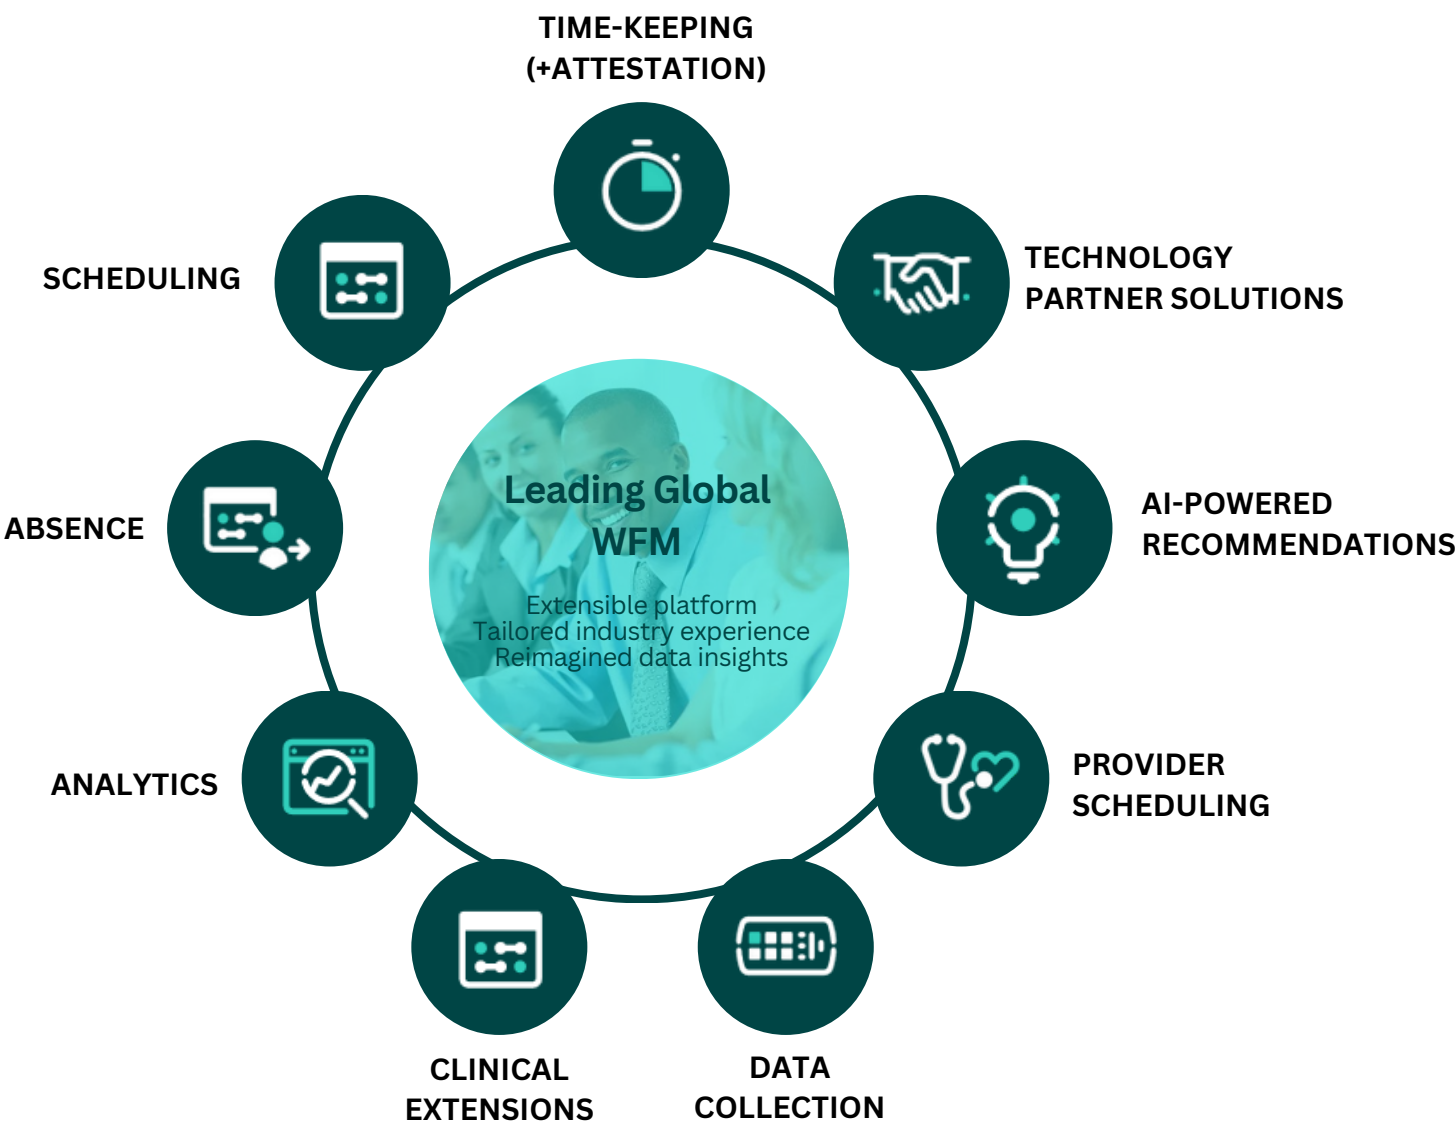 TIME-KEEPING
(+ATTESTATION)
TECHNOLOGY
PARTNER SOLUTIONS
SCHEDULING
Leading Global
WFM
AI-POWERED
RECOMMENDATIONS
ABSENCE
Extensible platform
Tailored industry experience
Reimagined data insights
PROVIDER
SCHEDULING
ANALYTICS
CLINICAL
EXTENSIONS
DATA
COLLECTION